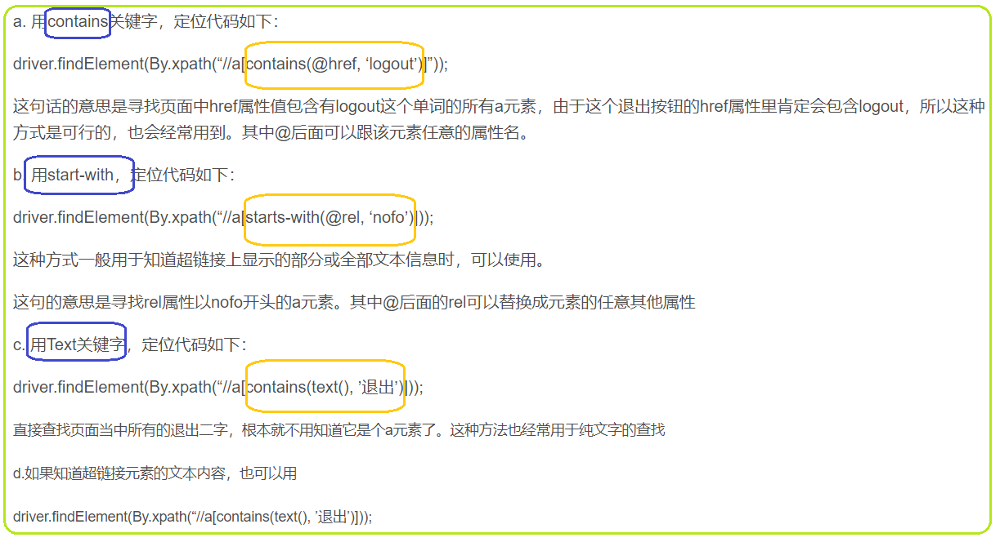 a. 用contains关键字，定位代码如下：
driver.findElement(By.xpath(“//a[contains(@href, ‘logout’)]”));
这句话的意思是寻找页面中href属性值包含有logout这个单词的所有a元素，由于这个退出按钮的href属性里肯定会包含logout，所以这种
方式是可行的，也会经常用到。其中@后面可以跟该元素任意的属性名。
b. 用start-with，定位代码如下：
driver.findElement(By.xpath(“//a[starts-with(@rel, ‘nofo’)]));
这种方式一般用于知道超链接上显示的部分或全部文本信息时，可以使用。
这句的意思是寻找rel属性以nofo开头的a元素。其中@后面的rel可以替换成元素的任意其他属性
c. 用Text关键字，定位代码如下：
driver.findElement(By.xpath(“//a[contains(text(), ’退出’)]));
直接查找页面当中所有的退出二字，根本就不用知道它是个a元素了。这种方法也经常用于纯文字的查找
d.如果知道超链接元素的文本内容，也可以用
driver.findElement(By.xpath(“//a[contains(text(), ’退出’)]));